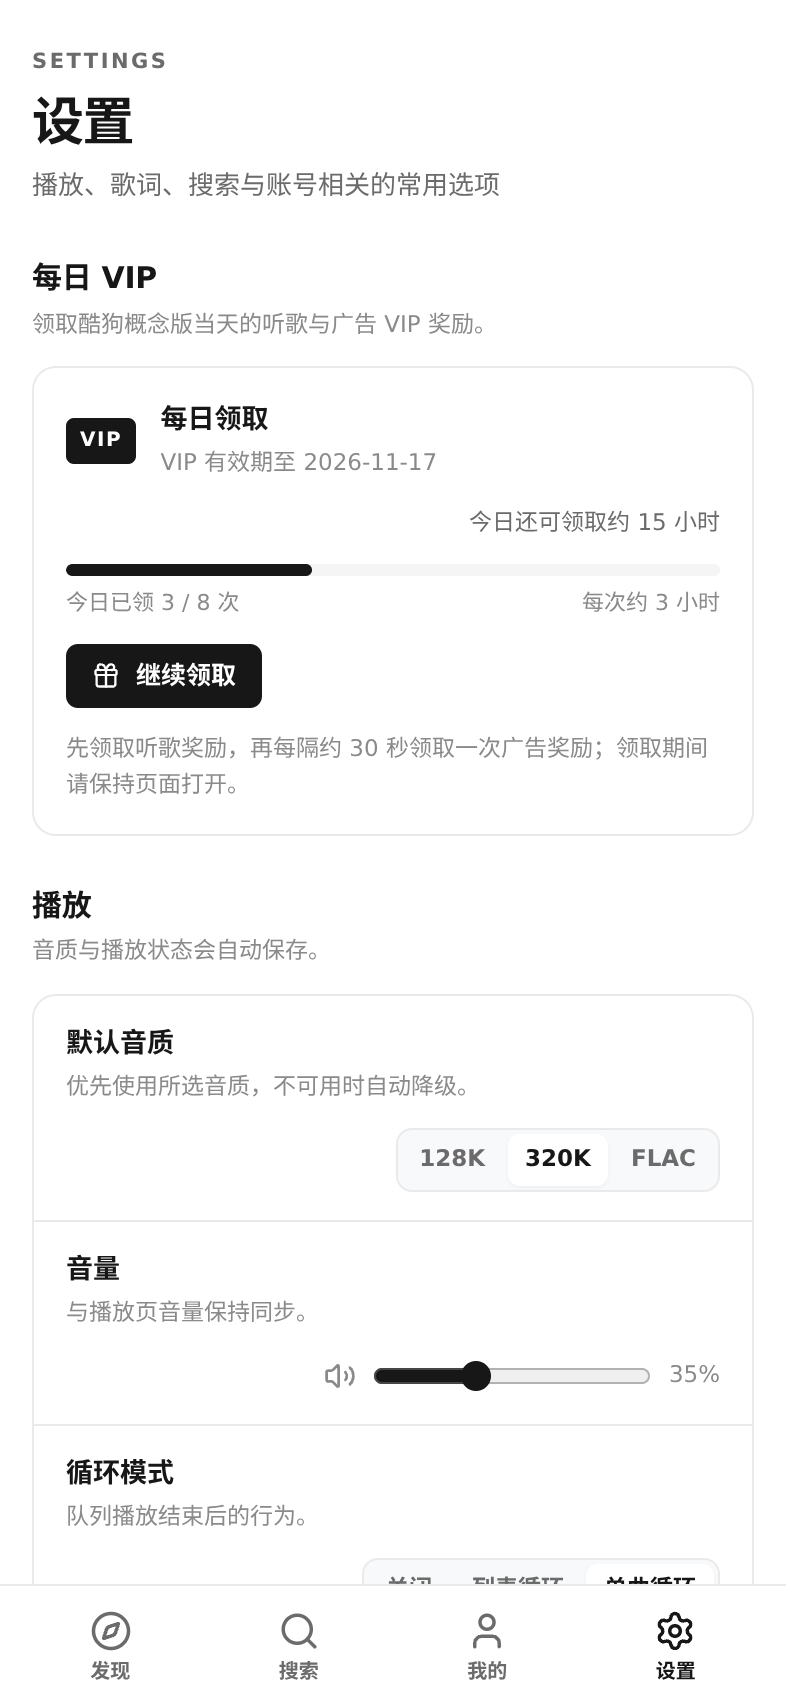 SETTINGS
设置
播放、歌词、搜索与账号相关的常用选项
每日 VIP
领取酷狗概念版当天的听歌与广告 VIP 奖励。
VIP
每日领取
VIP 有效期至 2026-11-17
今日还可领取约 15 小时
今日已领 3 / 8 次
每次约 3 小时
继续领取
先领取听歌奖励，再每隔约 30 秒领取一次广告奖励；领取期间
请保持页面打开。
播放
音质与播放状态会自动保存。
默认音质
优先使用所选音质，不可用时自动降级。
128K
320K
FLAC
音量
与播放页音量保持同步。
35%
循环模式
队列播放结束后的行为。
列表循环
单曲循环
发现
搜索
我的
设置